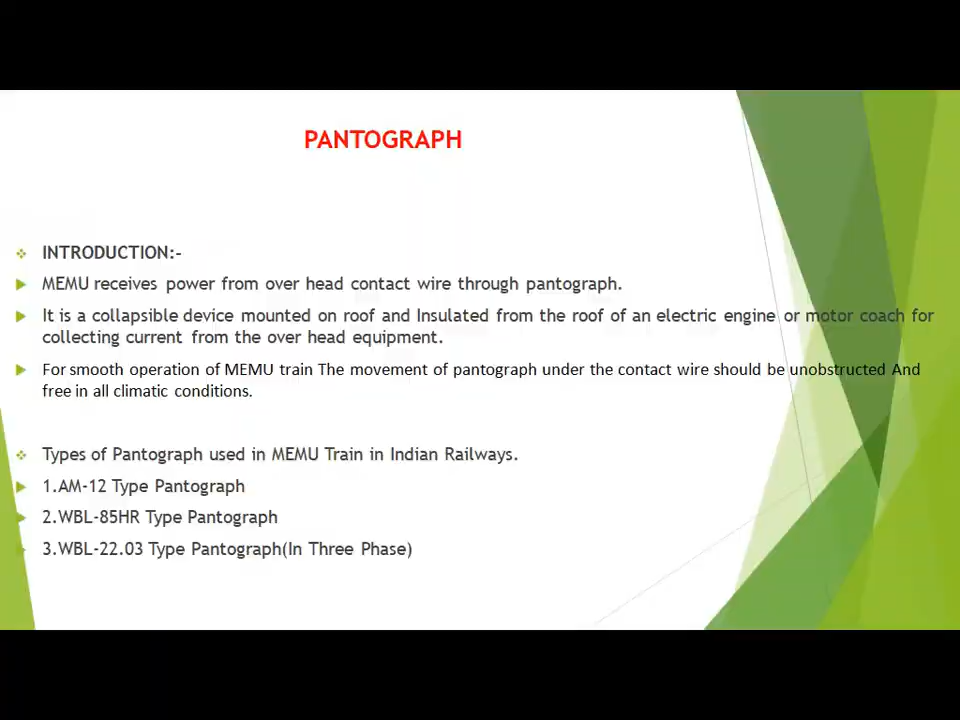 PANTOGRAPH
INTRODUCTION:-
MEMU receives power from over head contact wire through pantograph.
It is a collapsible device mounted on roof and Insulated from the roof of an electric engine or motor coach for
collecting current from the over head equipment.
For smooth operation of MEMU train The movement of pantograph under the contact wire should be unobstructed And
free in all climatic conditions.
Types of Pantograph used in MEMU Train in Indian Railways.
1.AM-12 Type Pantograph
2.WBL-85HR Type Pantograph
3.WBL-22.03 Type Pantograph(In Three Phase)